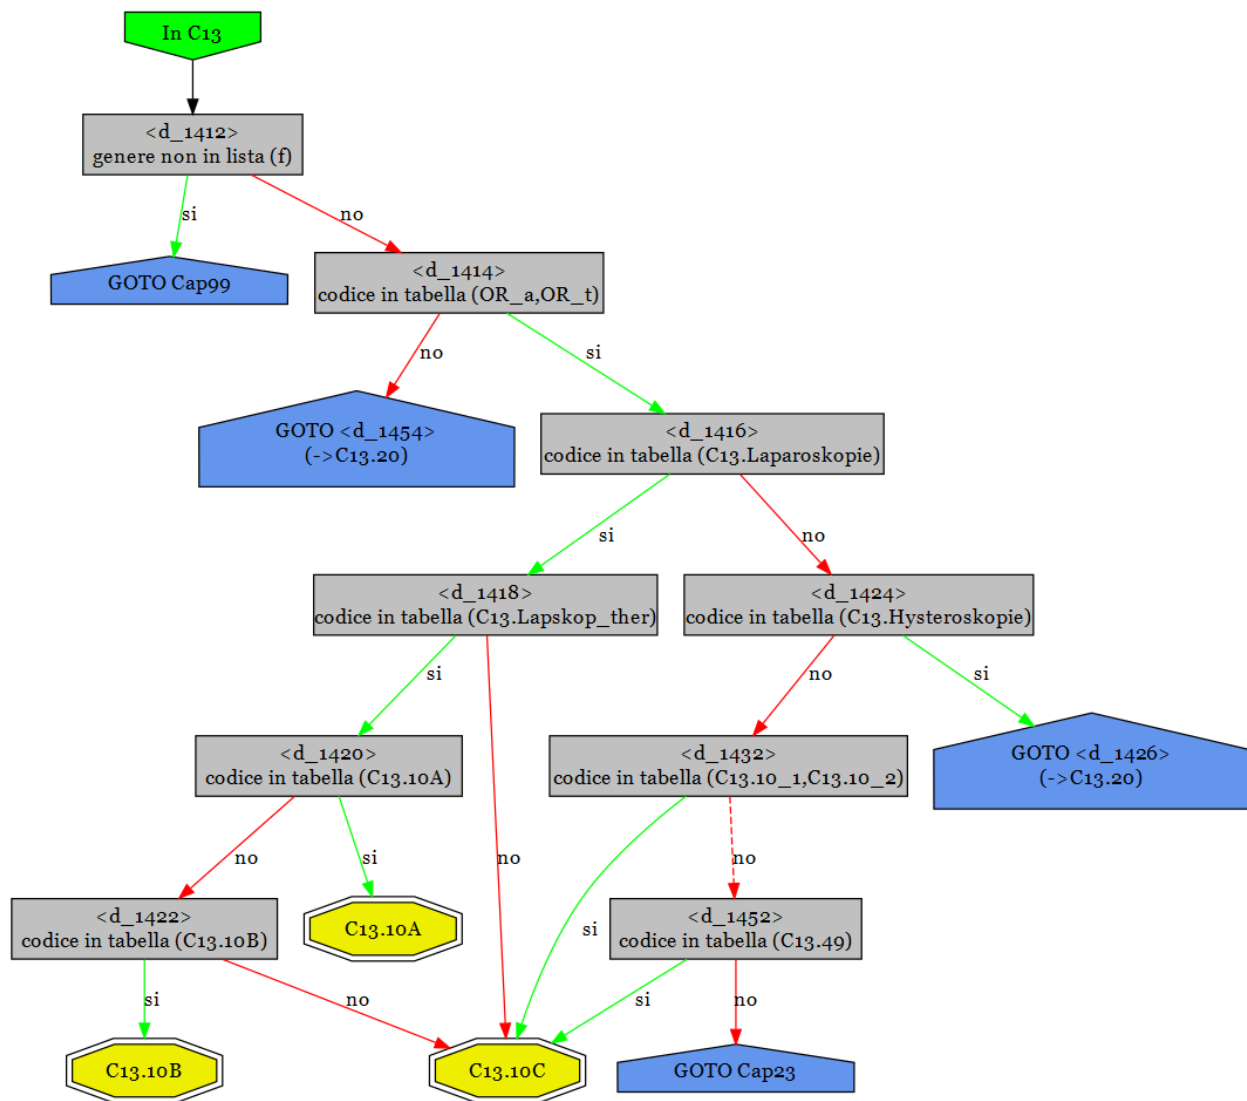 In C13
<d_1412>
genere non in lista (f)
si
no
GOTO Cap99
<d_1414>
codice in tabella (OR_a,OR_t)
no
si
GOTO <d_1454>
(->C13.20)
<d_1416>
codice in tabella (C13.Laparoskopie)
si
no
<d_1418>
codice in tabella (C13.Lapskop_ther)
<d_1424>
codice in tabella (C13.Hysteroskopie)
si
no
si
<d_1420>
codice in tabella (C13.10A)
<d_1432>
codice in tabella (C13.10_1,C13.10_2)
GOTO <d_1426>
(->C13.20)
no
si
no
no
<d_1422>
codice in tabella (C13.10B)
C13.10A
si
<d_1452>
codice in tabella (C13.49)
si
no
si
no
C13.10B
C13.10C
GOTO Cap23